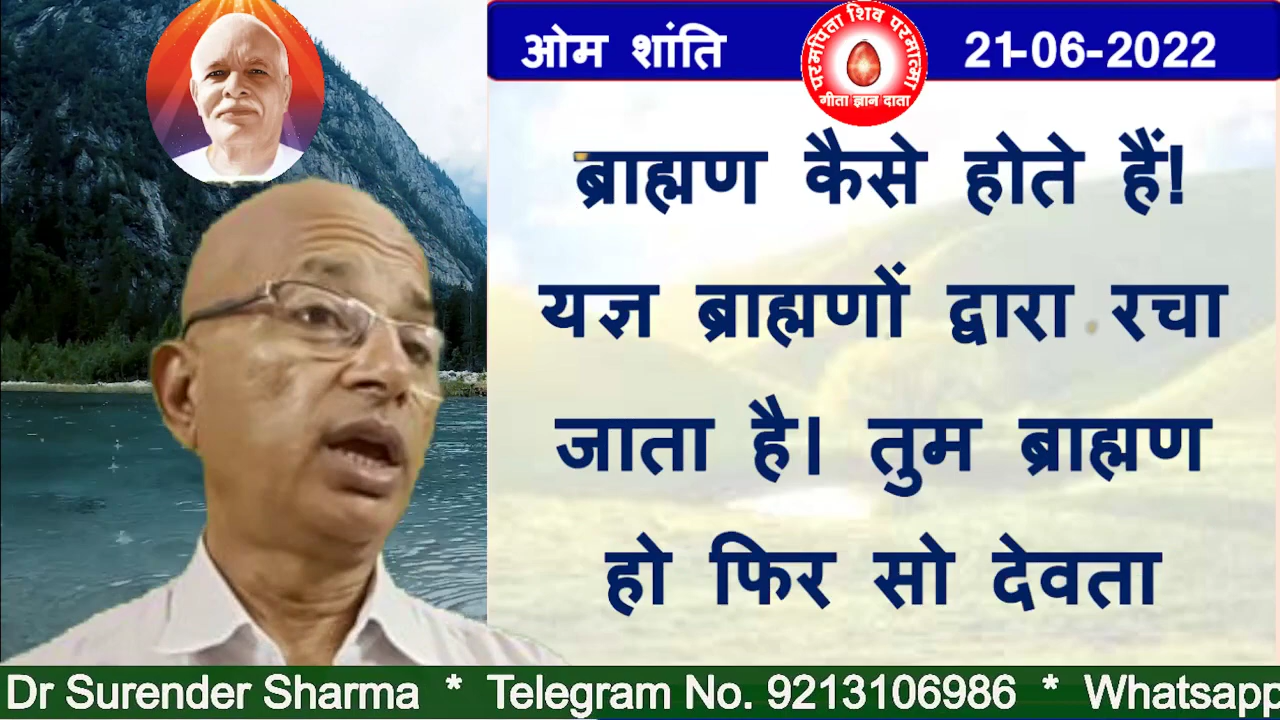 ओम शांति
परमपिता शिव परमात्मा
गीता ज्ञान दाता
21-06-2022
ब्राह्मण कैसे होते हैं!
यज्ञ ब्राह्मणों द्वारा रचा
जाता है। तुम ब्राह्मण
हो फिर सो देवता
Dr Surender Sharma * Telegram No. 9213106986 * Whatsapp